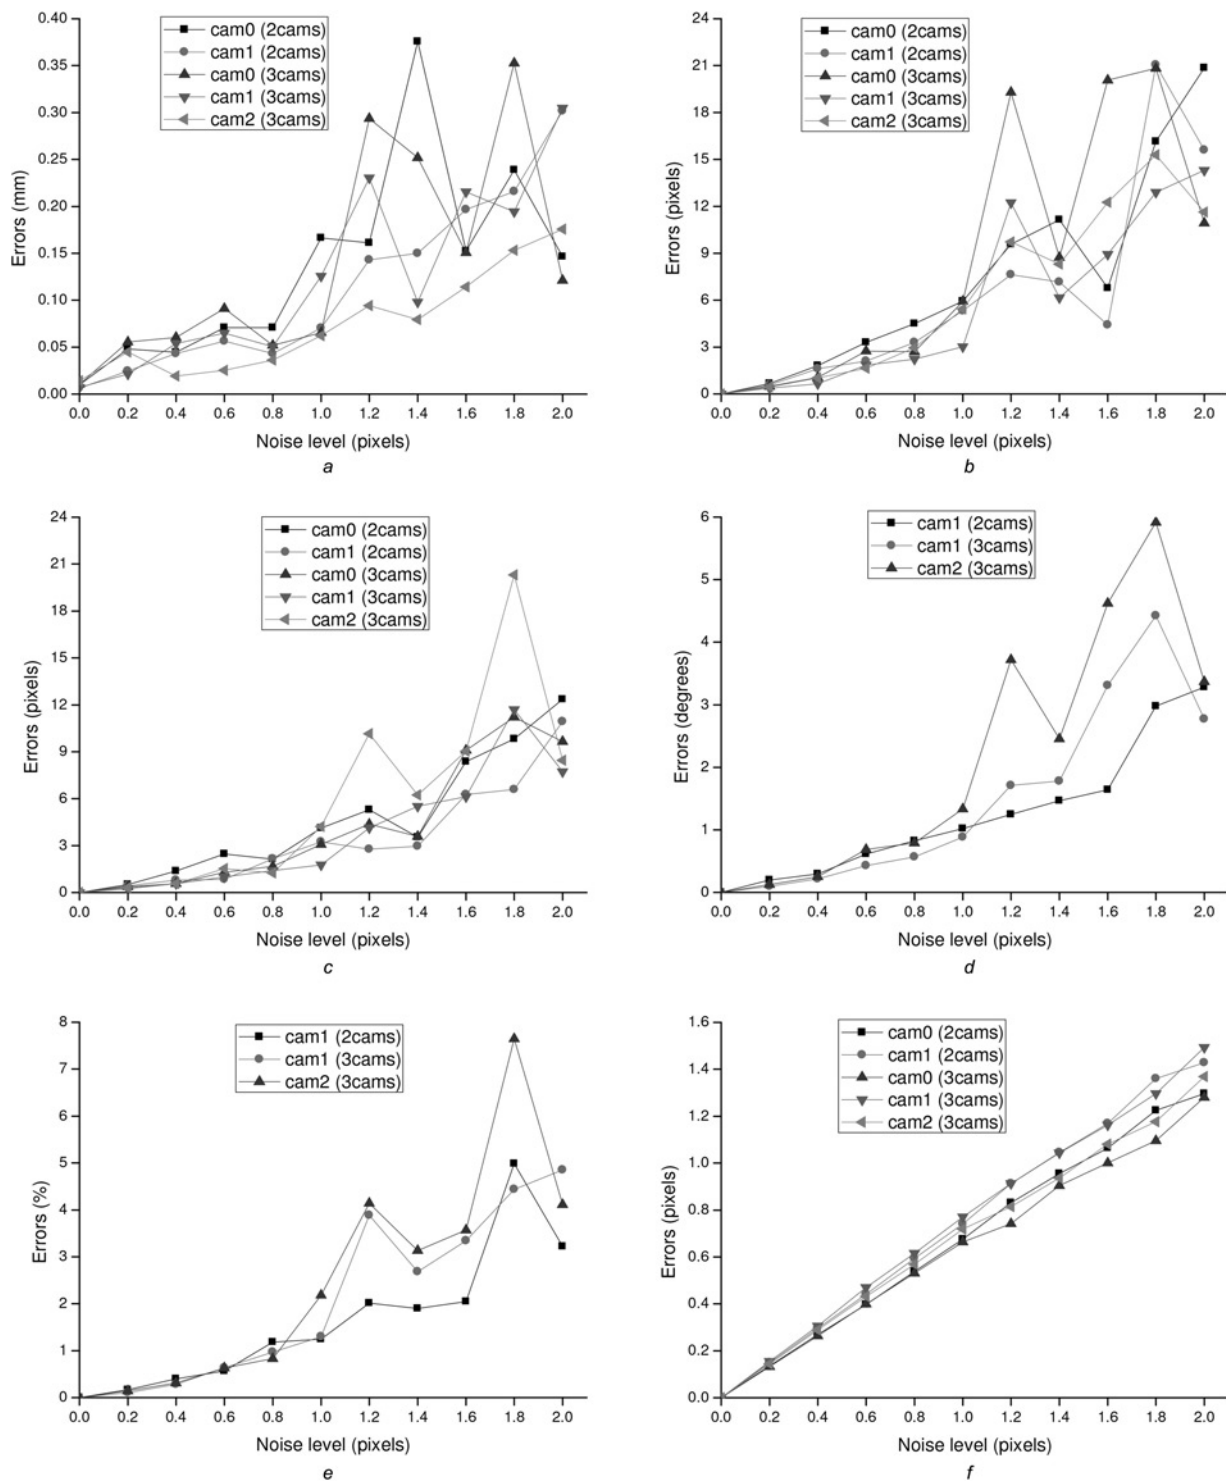 cam0 (2cams)
cam1 (2cams)
cam0 (3cams)
cam1 (3cams)
cam2 (3cams)
0.40
0.35
0.30
0.25
0.20
0.15
0.10
0.05
0.00
Errors (mm)
0.0 0.2 0.4 0.6 0.8 1.0 1.2 1.4 1.6 1.8 2.0
Noise level (pixels)
a
cam0 (2cams)
cam1 (2cams)
cam0 (3cams)
cam1 (3cams)
cam2 (3cams)
24
21
18
15
12
9
6
3
0
Errors (pixels)
0.0 0.2 0.4 0.6 0.8 1.0 1.2 1.4 1.6 1.8 2.0
Noise level (pixels)
b
cam0 (2cams)
cam1 (2cams)
cam0 (3cams)
cam1 (3cams)
cam2 (3cams)
24
21
18
15
12
9
6
3
0
Errors (pixels)
0.0 0.2 0.4 0.6 0.8 1.0 1.2 1.4 1.6 1.8 2.0
Noise level (pixels)
c
cam1 (2cams)
cam1 (3cams)
cam2 (3cams)
6
5
4
3
2
1
0
Errors (degrees)
0.0 0.2 0.4 0.6 0.8 1.0 1.2 1.4 1.6 1.8 2.0
Noise level (pixels)
d
cam1 (2cams)
cam1 (3cams)
cam2 (3cams)
8
7
6
5
4
3
2
1
0
Errors (%)
0.0 0.2 0.4 0.6 0.8 1.0 1.2 1.4 1.6 1.8 2.0
Noise level (pixels)
e
cam0 (2cams)
cam1 (2cams)
cam0 (3cams)
cam1 (3cams)
cam2 (3cams)
1.6
1.4
1.2
1.0
0.8
0.6
0.4
0.2
0.0
Errors (pixels)
0.0 0.2 0.4 0.6 0.8 1.0 1.2 1.4 1.6 1.8 2.0
Noise level (pixels)
f